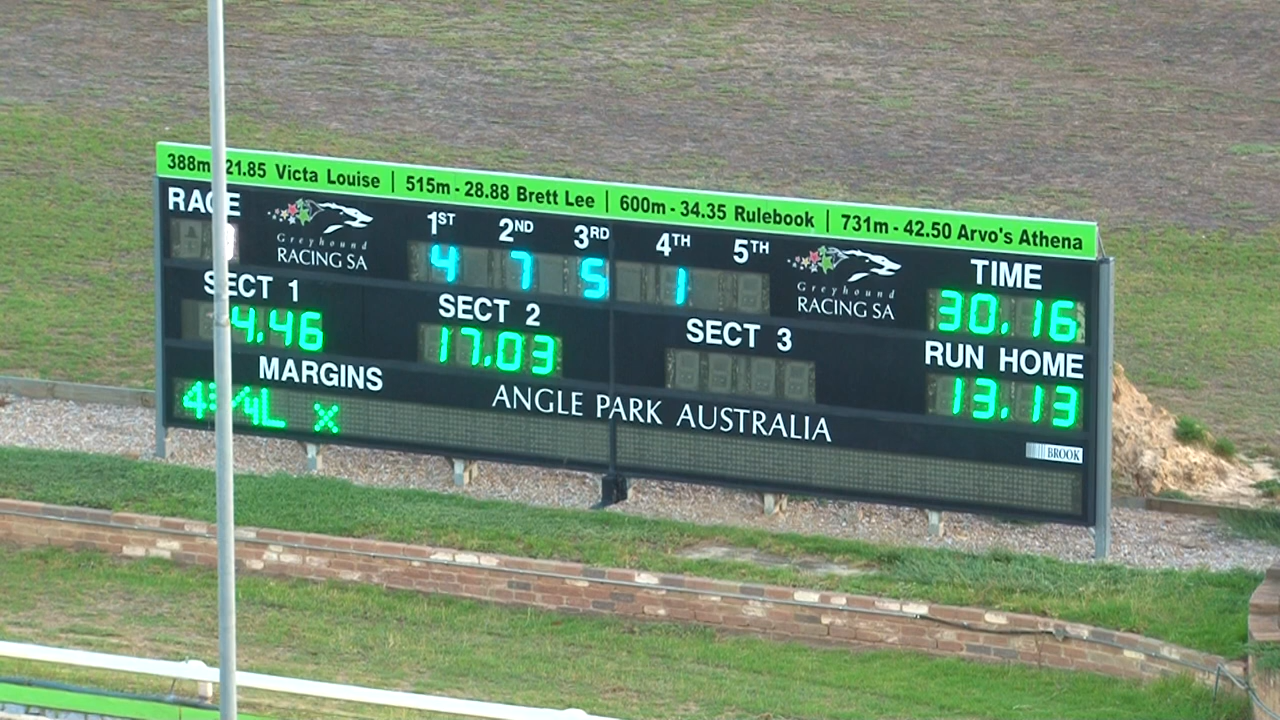 388m 21.85 Victa Louise | 515m - 28.88 Brett Lee | 600m - 34.35 Rulebook | 731m - 42.50 Arvo's Athena
RACE
Greyhound
RACING SA
1ST 2ND 3RD 4TH 5TH
4 7 5 1
Greyhound
RACING SA
TIME
30.16
SECT 1
4.46
SECT 2
17.03
SECT 3
RUN HOME
13.13
MARGINS
ANGLE PARK AUSTRALIA
BROOK